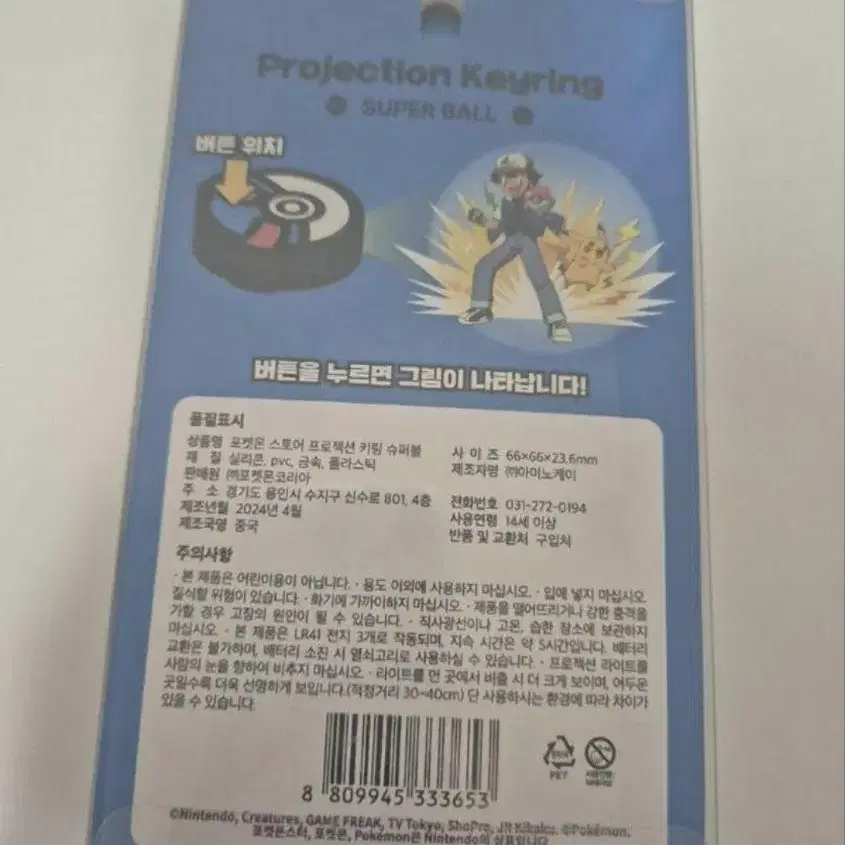 Projection Keyring
SUPER BALL
버튼 위치
버튼을 누르면 그림이 나타납니다!
품질표시
상품명 포켓몬 스토어 프로젝션 키링 슈퍼볼
재 질 실리콘, pvc, 금속, 플라스틱
판매원 ㈜포켓몬코리아
주 소 경기도 용인시 수지구 신수로 801, 4층
제조년월 2024년 4월
제조국명 중국
사 이 즈 66×66×23.6mm
제조자명 ㈜아이노케이
전화번호 031-272-0194
사용연령 14세 이상
반품 및 교환처 구입처
주의사항
· 본 제품은 어린이용이 아닙니다. · 용도 이외에 사용하지 마십시오. · 입에 넣지 마십시오.
질식할 위험이 있습니다. · 화기에 가까이하지 마십시오. · 제품을 떨어뜨리거나 강한 충격을
가할 경우 고장의 원인이 될 수 있습니다. · 직사광선이나 고온, 습한 장소에 보관하지
마십시오. · 본 제품은 LR41 전지 3개로 작동되며, 지속 시간은 약 5시간입니다. 배터리
교환은 불가하며, 배터리 소진 시 열쇠고리로 사용하실 수 있습니다. · 프로젝션 라이트를
사람의 눈을 향하여 비추지 마십시오. · 라이트를 먼 곳에서 비출 시 더 크게 보이며, 어두운
곳일수록 더욱 선명하게 보입니다.(적정거리 30~40cm) 단 사용하시는 환경에 따라 차이가
있을 수 있습니다.
8 809945 333653
PET
©Nintendo, Creatures, GAME FREAK, TV Tokyo, ShoPro, JR Kikaku. ©Pokémon.
포켓몬스터, 포켓몬, Pokémon은 Nintendo의 상표입니다.